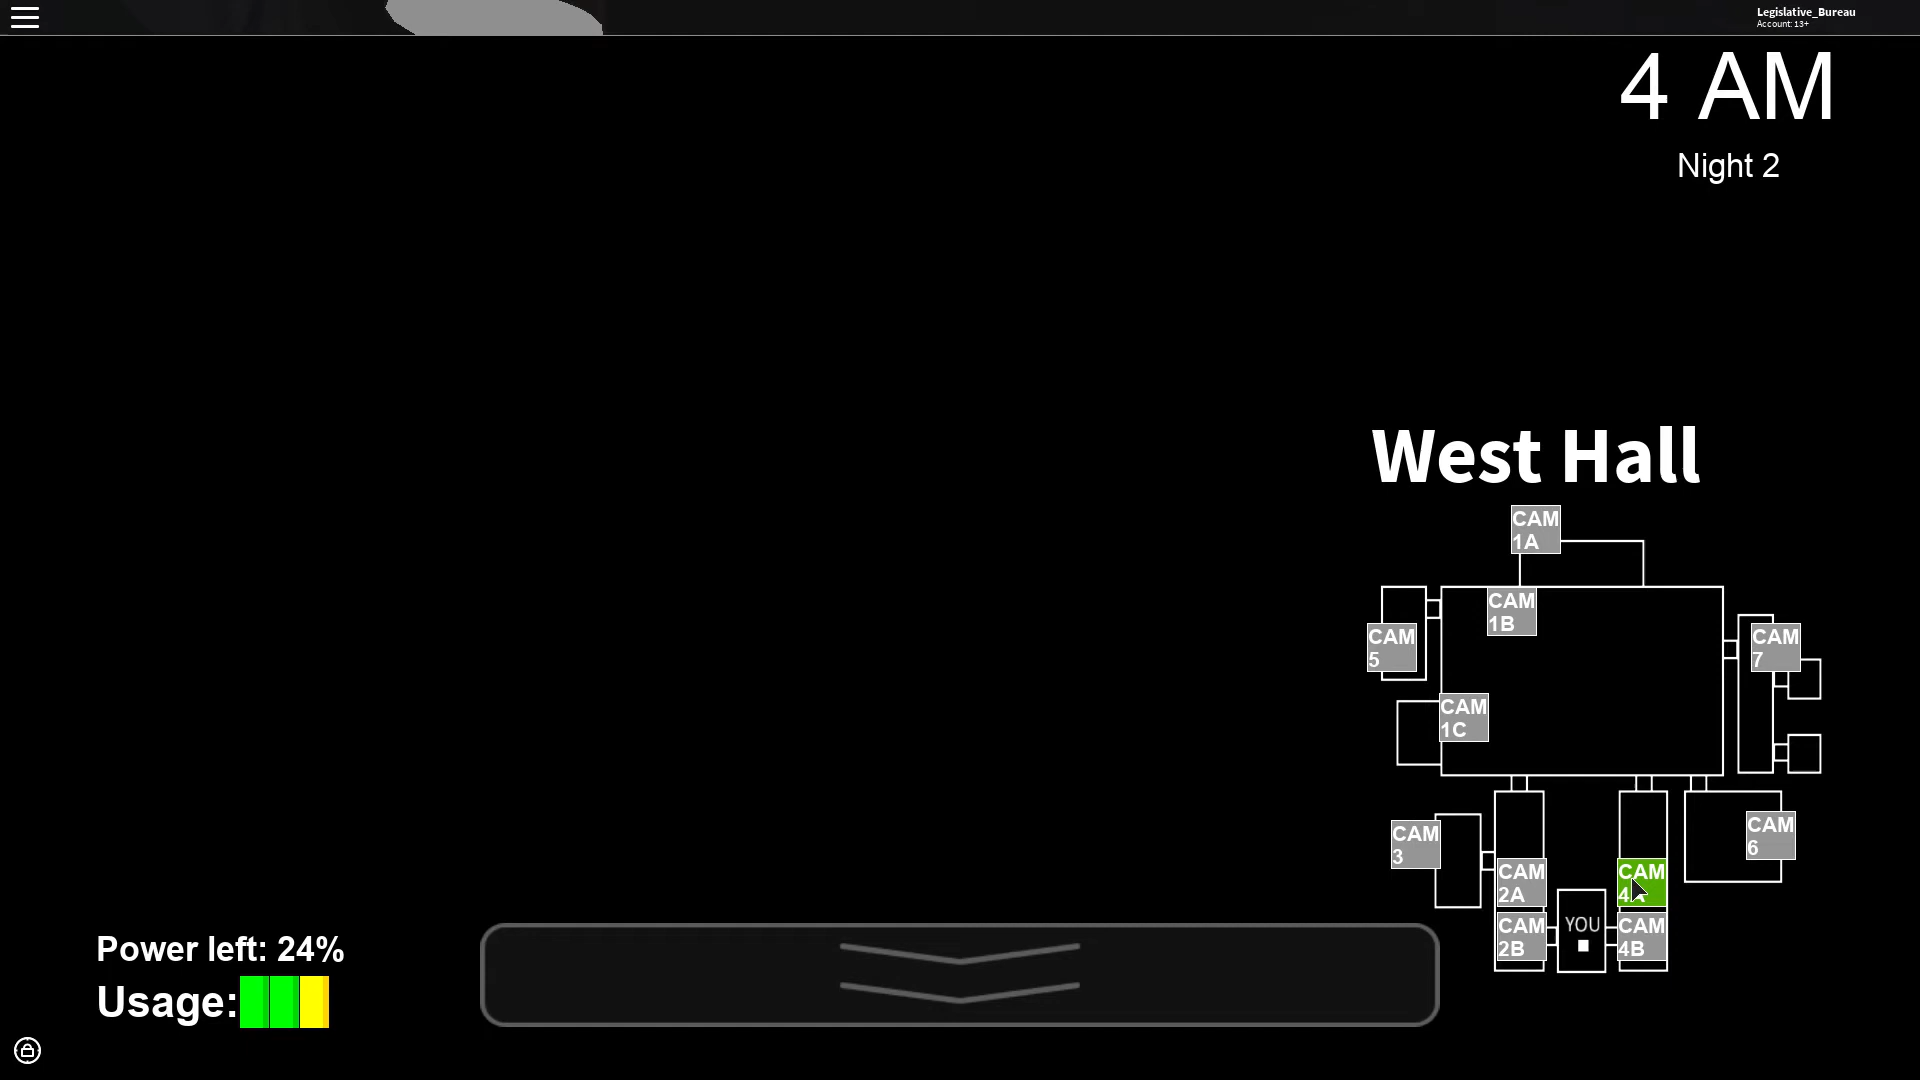 Legislative_Bureau
Account: 13+
4 AM
Night 2
West Hall
CAM
1A
CAM
1B
CAM
5
CAM
7
CAM
1C
CAM
3
CAM
6
CAM
2A
CAM
4A
YOU
CAM
2B
CAM
4B
Power left: 24%
Usage: